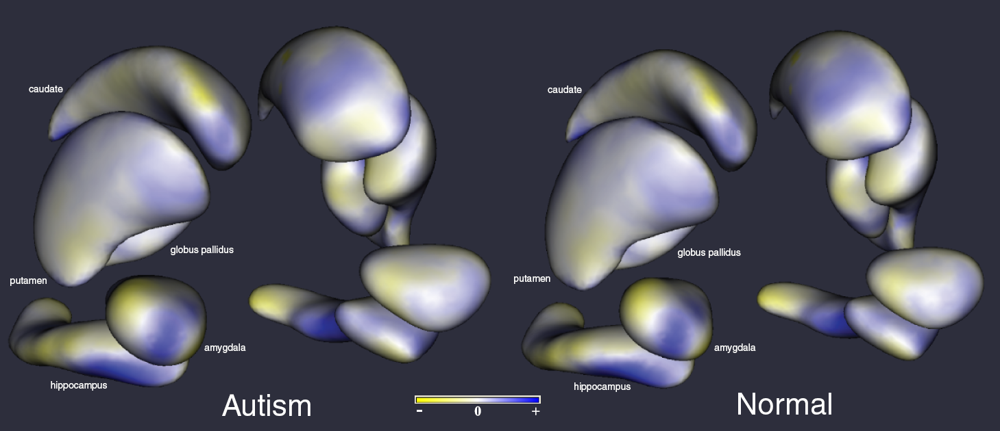 caudate
globus pallidus
putamen
amygdala
hippocampus
Autism
- 0 +
caudate
globus pallidus
putamen
amygdala
hippocampus
Normal